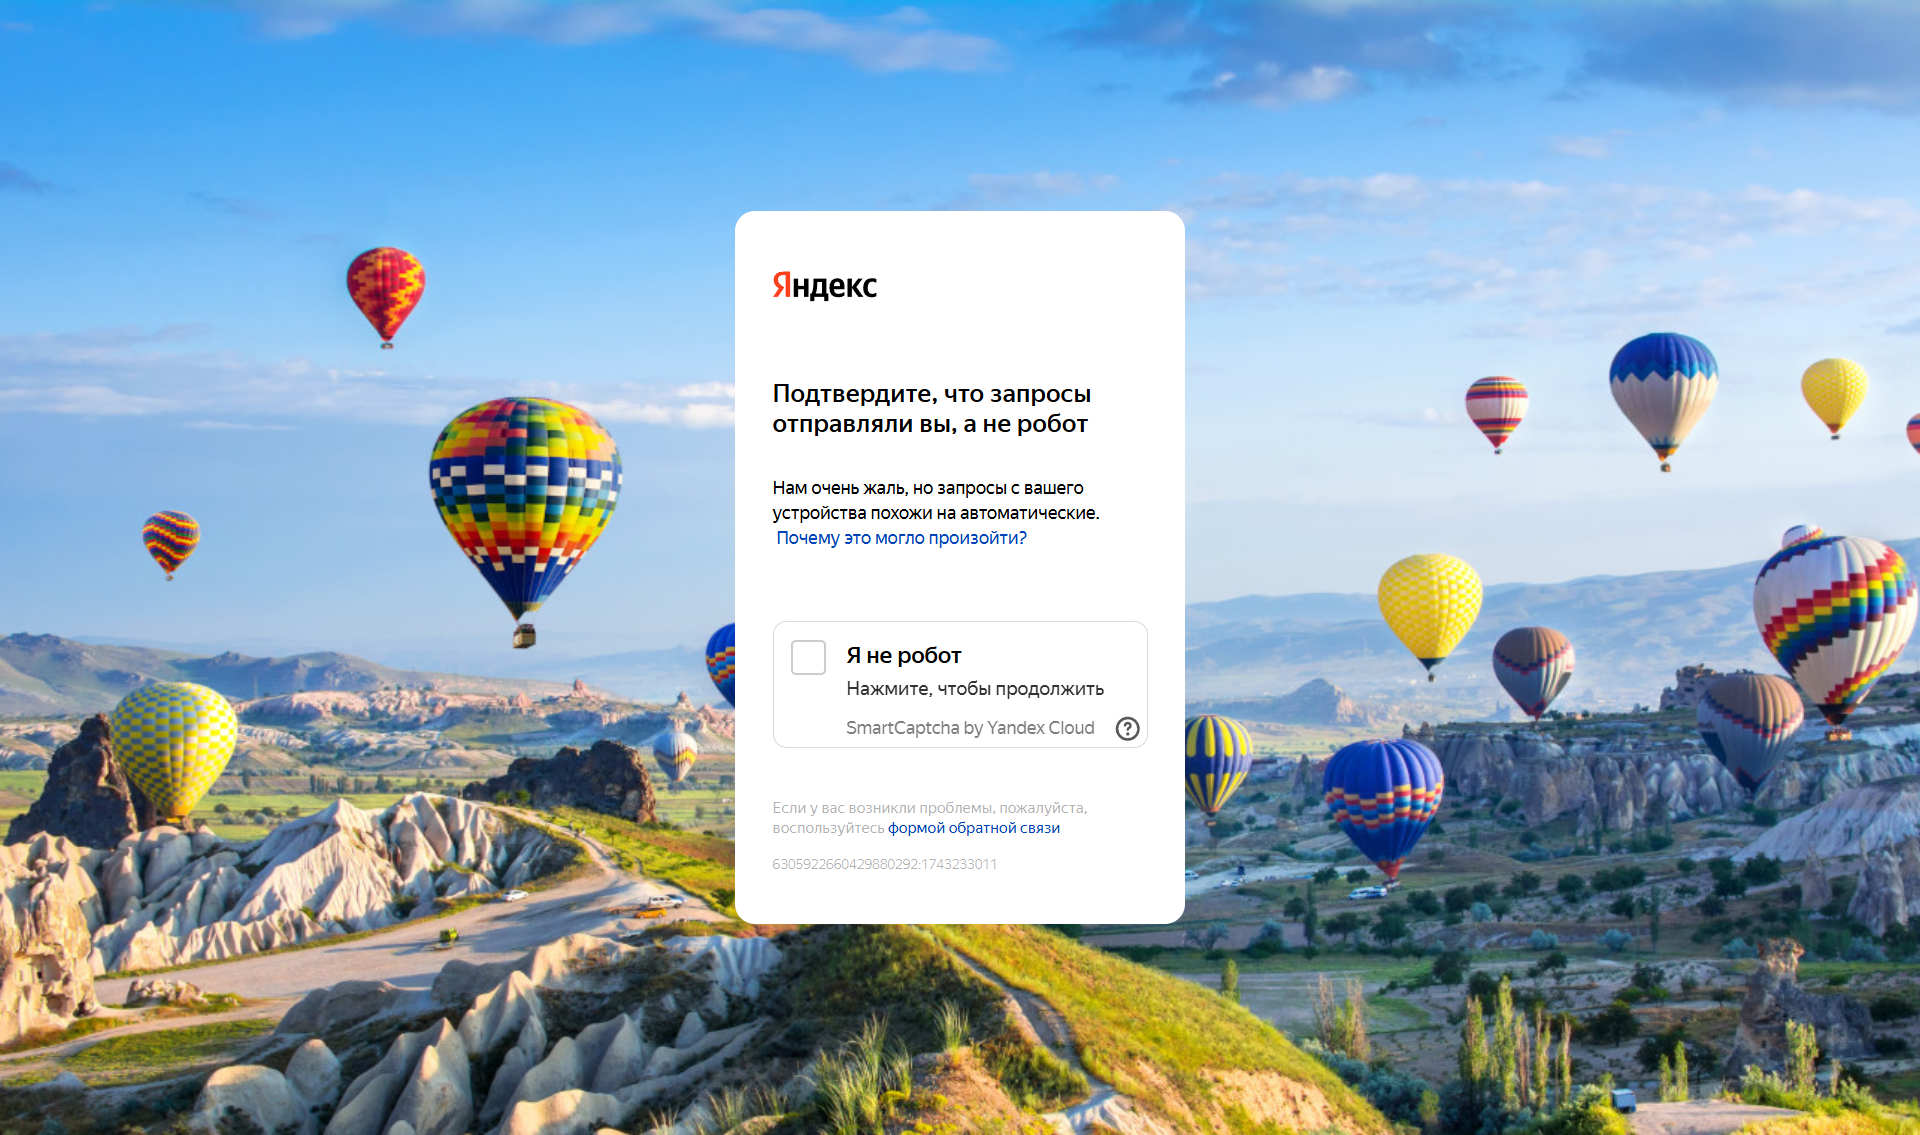 Яндекс
Подтвердите, что запросы
отправляли вы, а не робот
Нам очень жаль, но запросы с вашего
устройства похожи на автоматические.
Почему это могло произойти?
Я не робот
Нажмите, чтобы продолжить
SmartCaptcha by Yandex Cloud
Если у вас возникли проблемы, пожалуйста,
воспользуйтесь формой обратной связи
6305922660429880292:1743233011